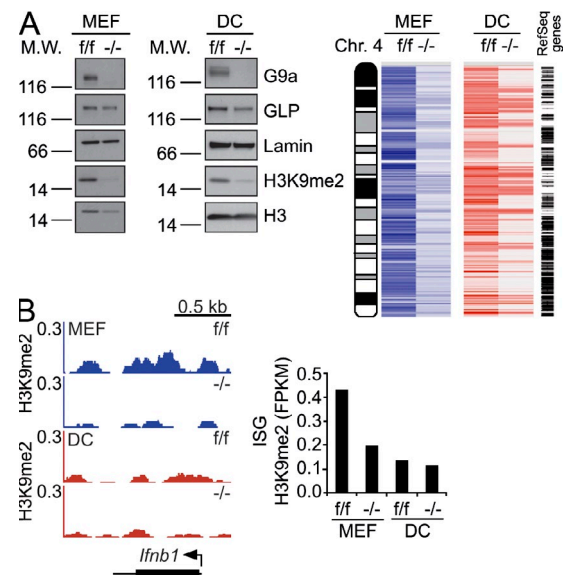 A
MEF
DC
M.W. f/f -/-
M.W. f/f -/-
116
116
G9a
116
116
GLP
66
66
Lamin
14
14
H3K9me2
14
14
H3
MEF
DC
Chr. 4 f/f -/- f/f -/-
RefSeq
genes
B
0.5 kb
0.3 MEF f/f
0.3 -/-
H3K9me2
0.3 DC f/f
0.3 -/-
H3K9me2
Ifnb1
ISG
H3K9me2 (FPKM)
0.5
0.4
0.3
0.2
0.1
0.0
f/f -/- f/f -/-
MEF DC